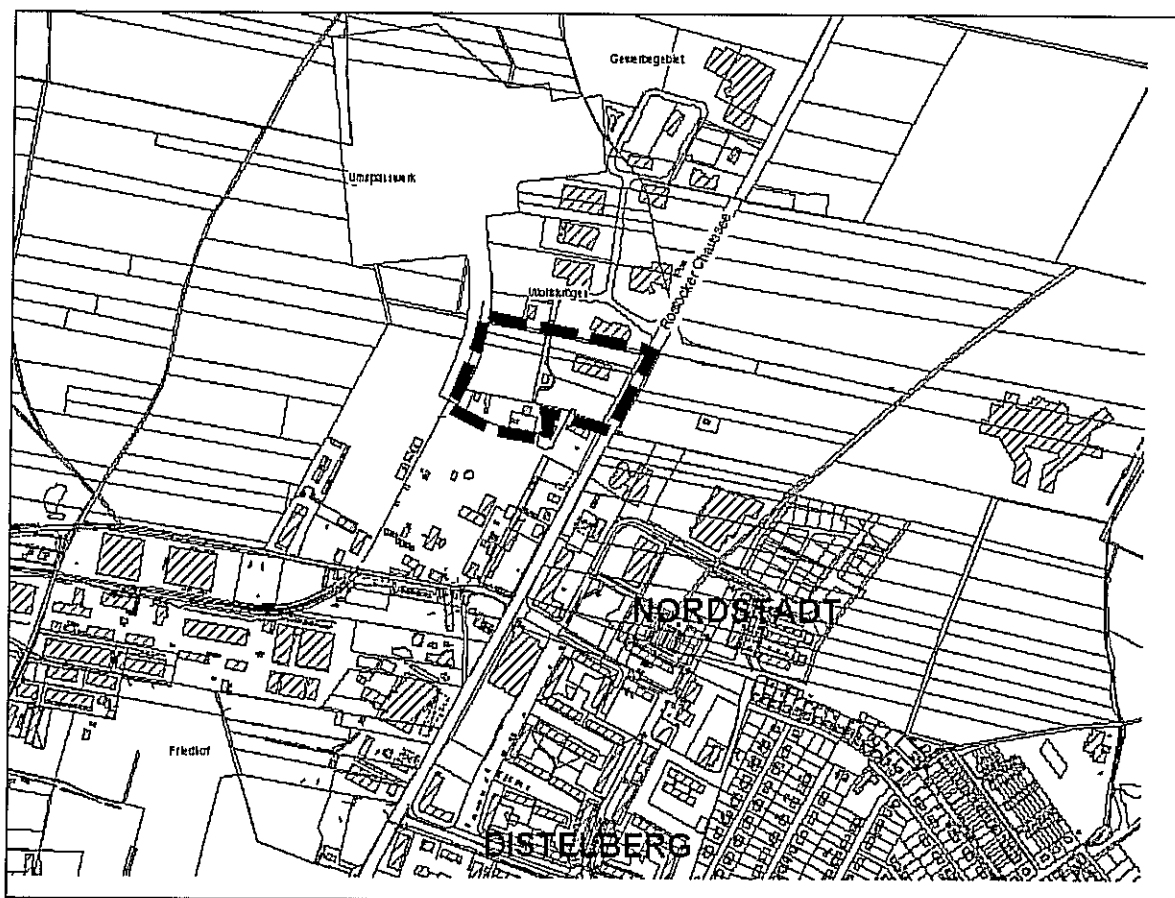 Gewerbegebiet
Umspannwerk
Rostocker Chaussee
NORDSTADT
Friedhof
DISTELBERG